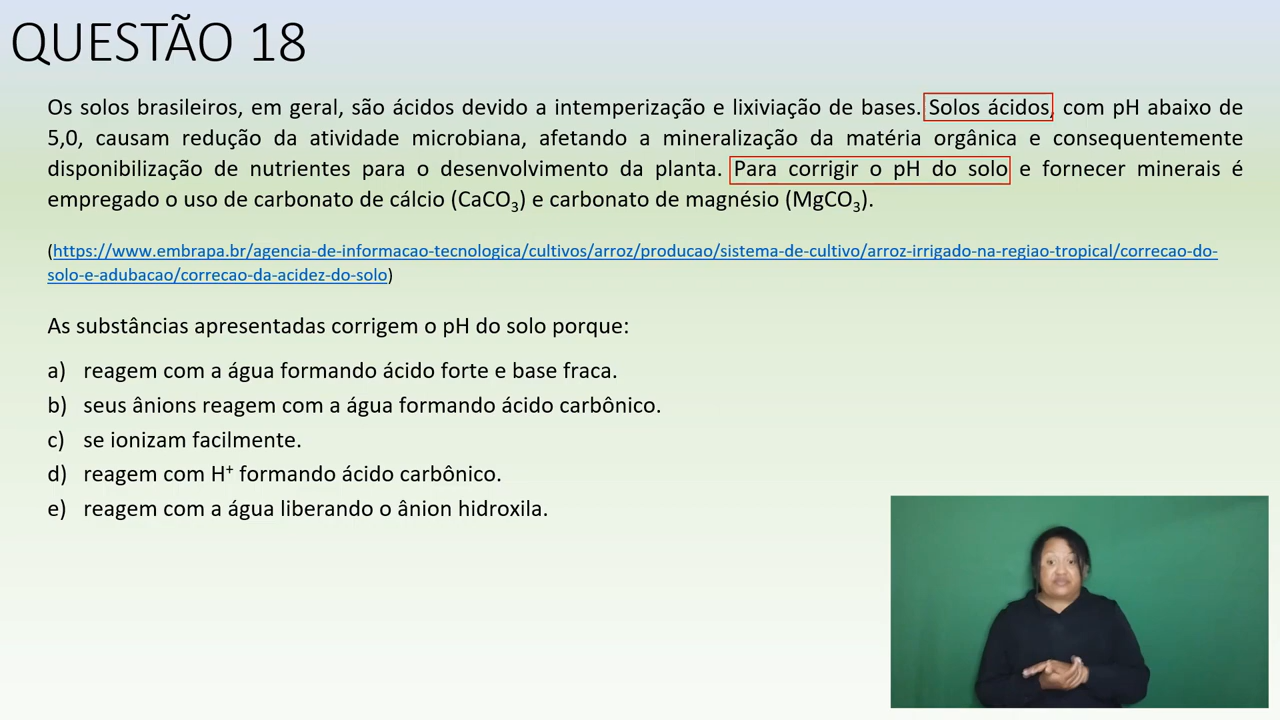 QUESTÃO 18
Os solos brasileiros, em geral, são ácidos devido a intemperização e lixiviação de bases. Solos ácidos, com pH abaixo de
5,0, causam redução da atividade microbiana, afetando a mineralização da matéria orgânica e consequentemente
disponibilização de nutrientes para o desenvolvimento da planta. Para corrigir o pH do solo e fornecer minerais é
empregado o uso de carbonato de cálcio (CaCO₃) e carbonato de magnésio (MgCO₃).
(https://www.embrapa.br/agencia-de-informacao-tecnologica/cultivos/arroz/producao/sistema-de-cultivo/arroz-irrigado-na-regiao-tropical/correcao-do-
solo-e-adubacao/correcao-da-acidez-do-solo)
As substâncias apresentadas corrigem o pH do solo porque:
a) reagem com a água formando ácido forte e base fraca.
b) seus ânions reagem com a água formando ácido carbônico.
c) se ionizam facilmente.
d) reagem com H⁺ formando ácido carbônico.
e) reagem com a água liberando o ânion hidroxila.